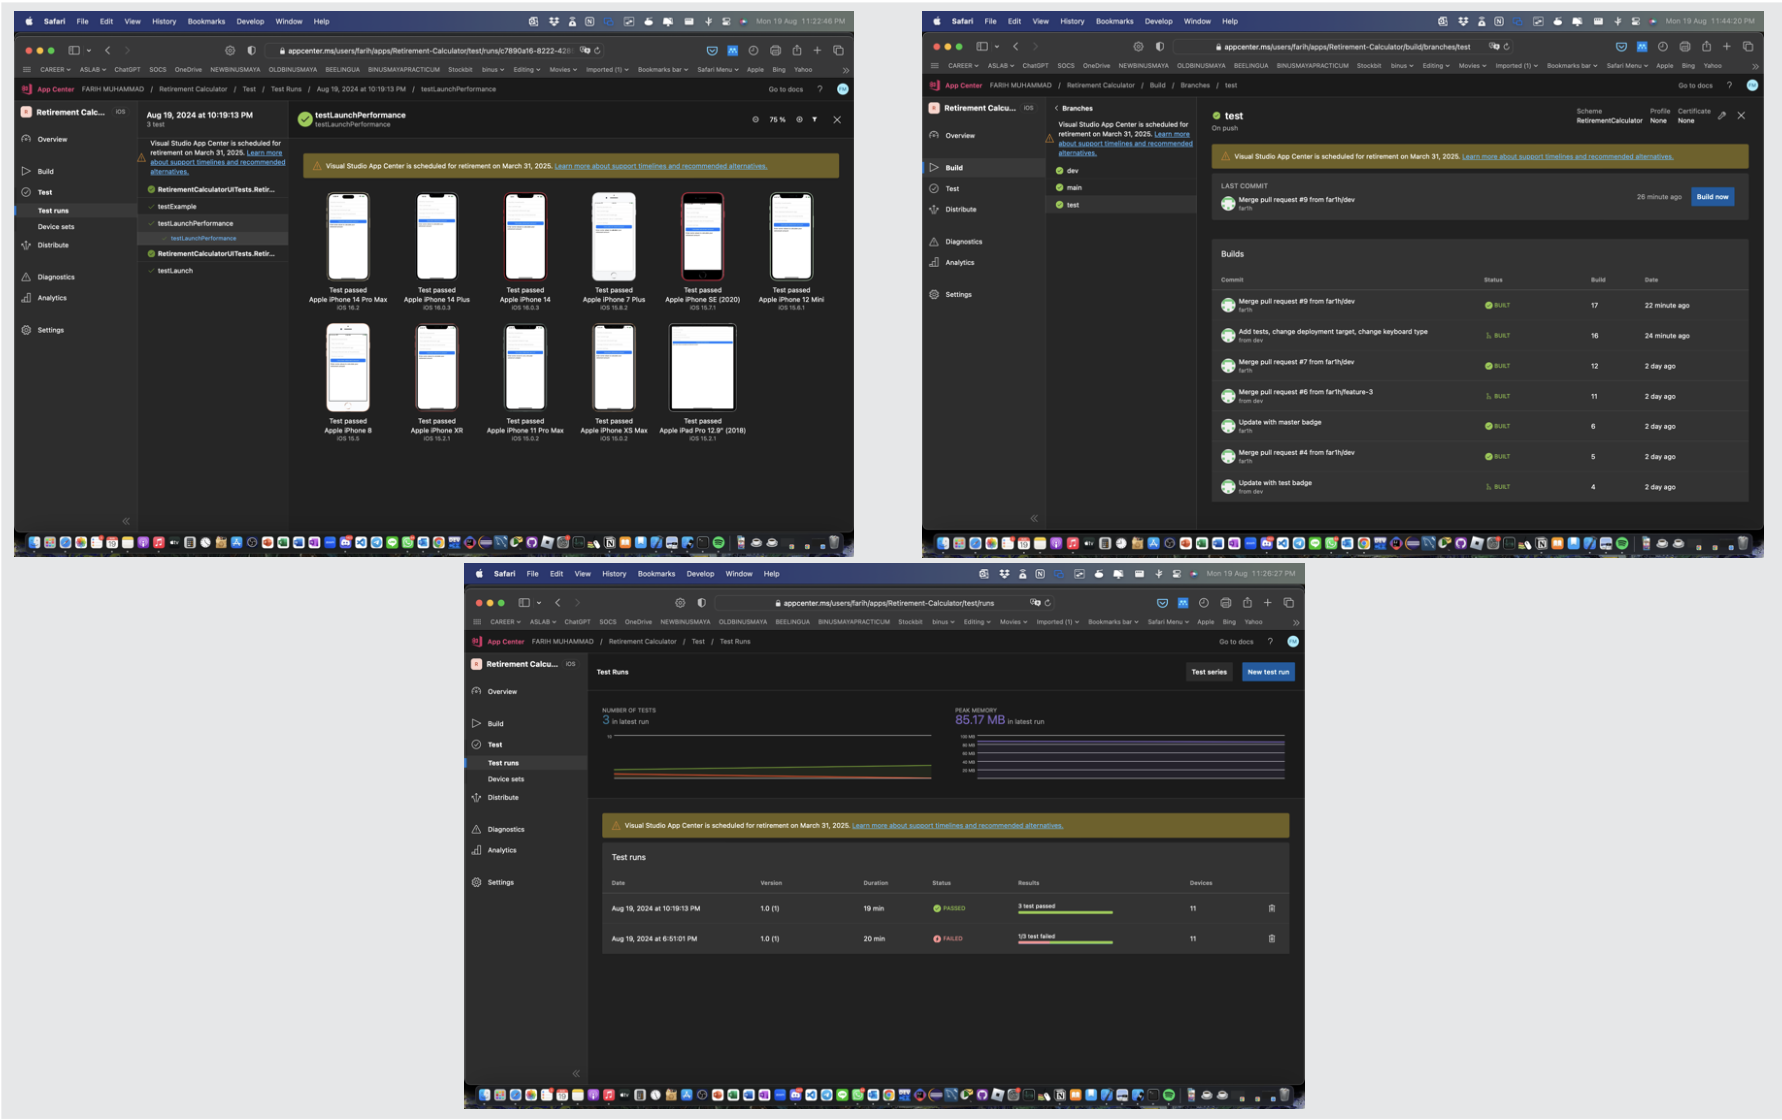 Safari File Edit View History Bookmarks Develop Window Help
Mon 19 Aug 11:22:46 PM
appcenter.ms/users/farih/apps/Retirement-Calculator/test/runs/c7890a16-8222-428
CAREER ASLAB ChatGPT SOCS OneDrive NEWBINUSMAYA OLDBINUSMAYA BEELINGUA BINUSMAYAPRACTICUM Stockbit binus Editing Movies Imported (1) Bookmarks bar Safari Menu Apple Bing Yahoo
App Center FARIH MUHAMMAD / Retirement Calculator / Test / Test Runs / Aug 19, 2024 at 10:19:13 PM / testLaunchPerformance
Go to docs ? FM
R Retirement Calc... iOS
Overview
Build
Test
Test runs
Device sets
Distribute
Diagnostics
Analytics
Settings
Aug 19, 2024 at 10:19:13 PM
3 test
Visual Studio App Center is scheduled for
retirement on March 31, 2025. Learn more
about support timelines and recommended
alternatives.
RetirementCalculatorUITests.Retir...
testExample
testLaunchPerformance
testLaunchPerformance
RetirementCalculatorUITests.Retir...
testLaunch
testLaunchPerformance
testLaunchPerformance
75 %
Visual Studio App Center is scheduled for retirement on March 31, 2025. Learn more about support timelines and recommended alternatives.
Test passed
Apple iPhone 14 Pro Max
iOS 16.2
Test passed
Apple iPhone 14 Plus
iOS 16.0.3
Test passed
Apple iPhone 14
iOS 16.0.3
Test passed
Apple iPhone 7 Plus
iOS 15.8.2
Test passed
Apple iPhone SE (2020)
iOS 15.7.1
Test passed
Apple iPhone 12 Mini
iOS 15.6.1
Test passed
Apple iPhone 8
iOS 15.5
Test passed
Apple iPhone XR
iOS 15.2.1
Test passed
Apple iPhone 11 Pro Max
iOS 15.0.2
Test passed
Apple iPhone XS Max
iOS 15.0.2
Test passed
Apple iPad Pro 12.9" (2018)
iOS 15.2.1
Safari File Edit View History Bookmarks Develop Window Help
Mon 19 Aug 11:44:20 PM
appcenter.ms/users/farih/apps/Retirement-Calculator/build/branches/test
CAREER ASLAB ChatGPT SOCS OneDrive NEWBINUSMAYA OLDBINUSMAYA BEELINGUA BINUSMAYAPRACTICUM Stockbit binus Editing Movies Imported (1) Bookmarks bar Safari Menu Apple Bing Yahoo
App Center FARIH MUHAMMAD / Retirement Calculator / Build / Branches / test
Go to docs ? FM
R Retirement Calcu... iOS
Overview
Build
Test
Distribute
Diagnostics
Analytics
Settings
Branches
Visual Studio App Center is scheduled for
retirement on March 31, 2025. Learn more
about support timelines and recommended
alternatives.
dev
main
test
test
On push
Scheme Profile Certificate
RetirementCalculator None None
Visual Studio App Center is scheduled for retirement on March 31, 2025. Learn more about support timelines and recommended alternatives.
LAST COMMIT
Merge pull request #9 from far1h/dev
far1h
26 minute ago
Build now
Builds
Commit Status Build Date
Merge pull request #9 from far1h/dev
far1h
BUILT 17 22 minute ago
Add tests, change deployment target, change keyboard type
from dev
BUILT 16 24 minute ago
Merge pull request #7 from far1h/dev
far1h
BUILT 12 2 day ago
Merge pull request #6 from far1h/feature-3
from dev
BUILT 11 2 day ago
Update with master badge
far1h
BUILT 6 2 day ago
Merge pull request #4 from far1h/dev
far1h
BUILT 5 2 day ago
Update with test badge
from dev
BUILT 4 2 day ago
Safari File Edit View History Bookmarks Develop Window Help
Mon 19 Aug 11:26:27 PM
appcenter.ms/users/farih/apps/Retirement-Calculator/test/runs
CAREER ASLAB ChatGPT SOCS OneDrive NEWBINUSMAYA OLDBINUSMAYA BEELINGUA BINUSMAYAPRACTICUM Stockbit binus Editing Movies Imported (1) Bookmarks bar Safari Menu Apple Bing Yahoo
App Center FARIH MUHAMMAD / Retirement Calculator / Test / Test Runs
Go to docs ? FM
R Retirement Calcu... iOS
Overview
Build
Test
Test runs
Device sets
Distribute
Diagnostics
Analytics
Settings
Test Runs
Test series
New test run
NUMBER OF TESTS
3 in latest run
PEAK MEMORY
85.17 MB in latest run
100 MB
80 MB
60 MB
40 MB
20 MB
Visual Studio App Center is scheduled for retirement on March 31, 2025. Learn more about support timelines and recommended alternatives.
Test runs
Date Version Duration Status Results Devices
Aug 19, 2024 at 10:19:13 PM 1.0 (1) 19 min PASSED 3 test passed 11
Aug 19, 2024 at 6:51:01 PM 1.0 (1) 20 min FAILED 1/3 test failed 11